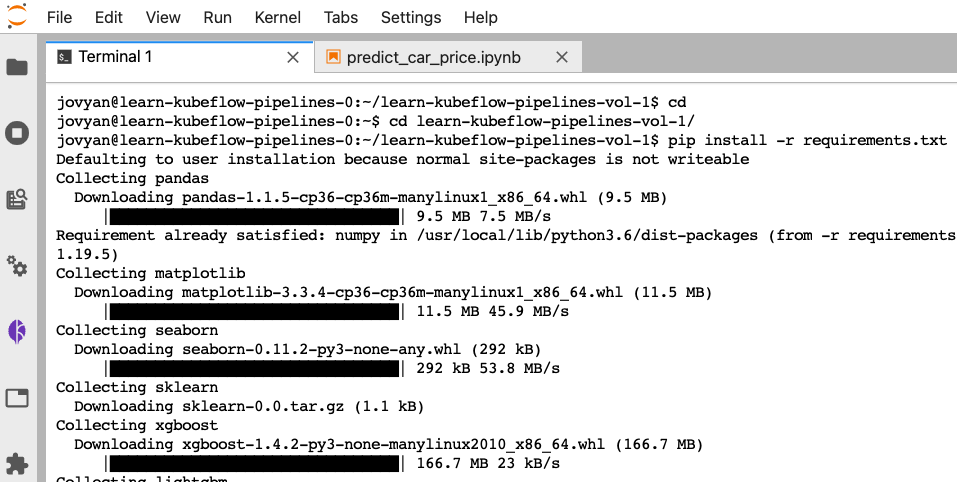 File Edit View Run Kernel Tabs Settings Help
$_ Terminal 1 predict_car_price.ipynb
jovyan@learn-kubeflow-pipelines-0:~/learn-kubeflow-pipelines-vol-1$ cd
jovyan@learn-kubeflow-pipelines-0:~$ cd learn-kubeflow-pipelines-vol-1/
jovyan@learn-kubeflow-pipelines-0:~/learn-kubeflow-pipelines-vol-1$ pip install -r requirements.txt
Defaulting to user installation because normal site-packages is not writeable
Collecting pandas
Downloading pandas-1.1.5-cp36-cp36m-manylinux1_x86_64.whl (9.5 MB)
| | 9.5 MB 7.5 MB/s
Requirement already satisfied: numpy in /usr/local/lib/python3.6/dist-packages (from -r requirements
1.19.5)
Collecting matplotlib
Downloading matplotlib-3.3.4-cp36-cp36m-manylinux1_x86_64.whl (11.5 MB)
| | 11.5 MB 45.9 MB/s
Collecting seaborn
Downloading seaborn-0.11.2-py3-none-any.whl (292 kB)
| | 292 kB 53.8 MB/s
Collecting sklearn
Downloading sklearn-0.0.tar.gz (1.1 kB)
Collecting xgboost
Downloading xgboost-1.4.2-py3-none-manylinux2010_x86_64.whl (166.7 MB)
| | 166.7 MB 23 kB/s
Collecting lightgbm